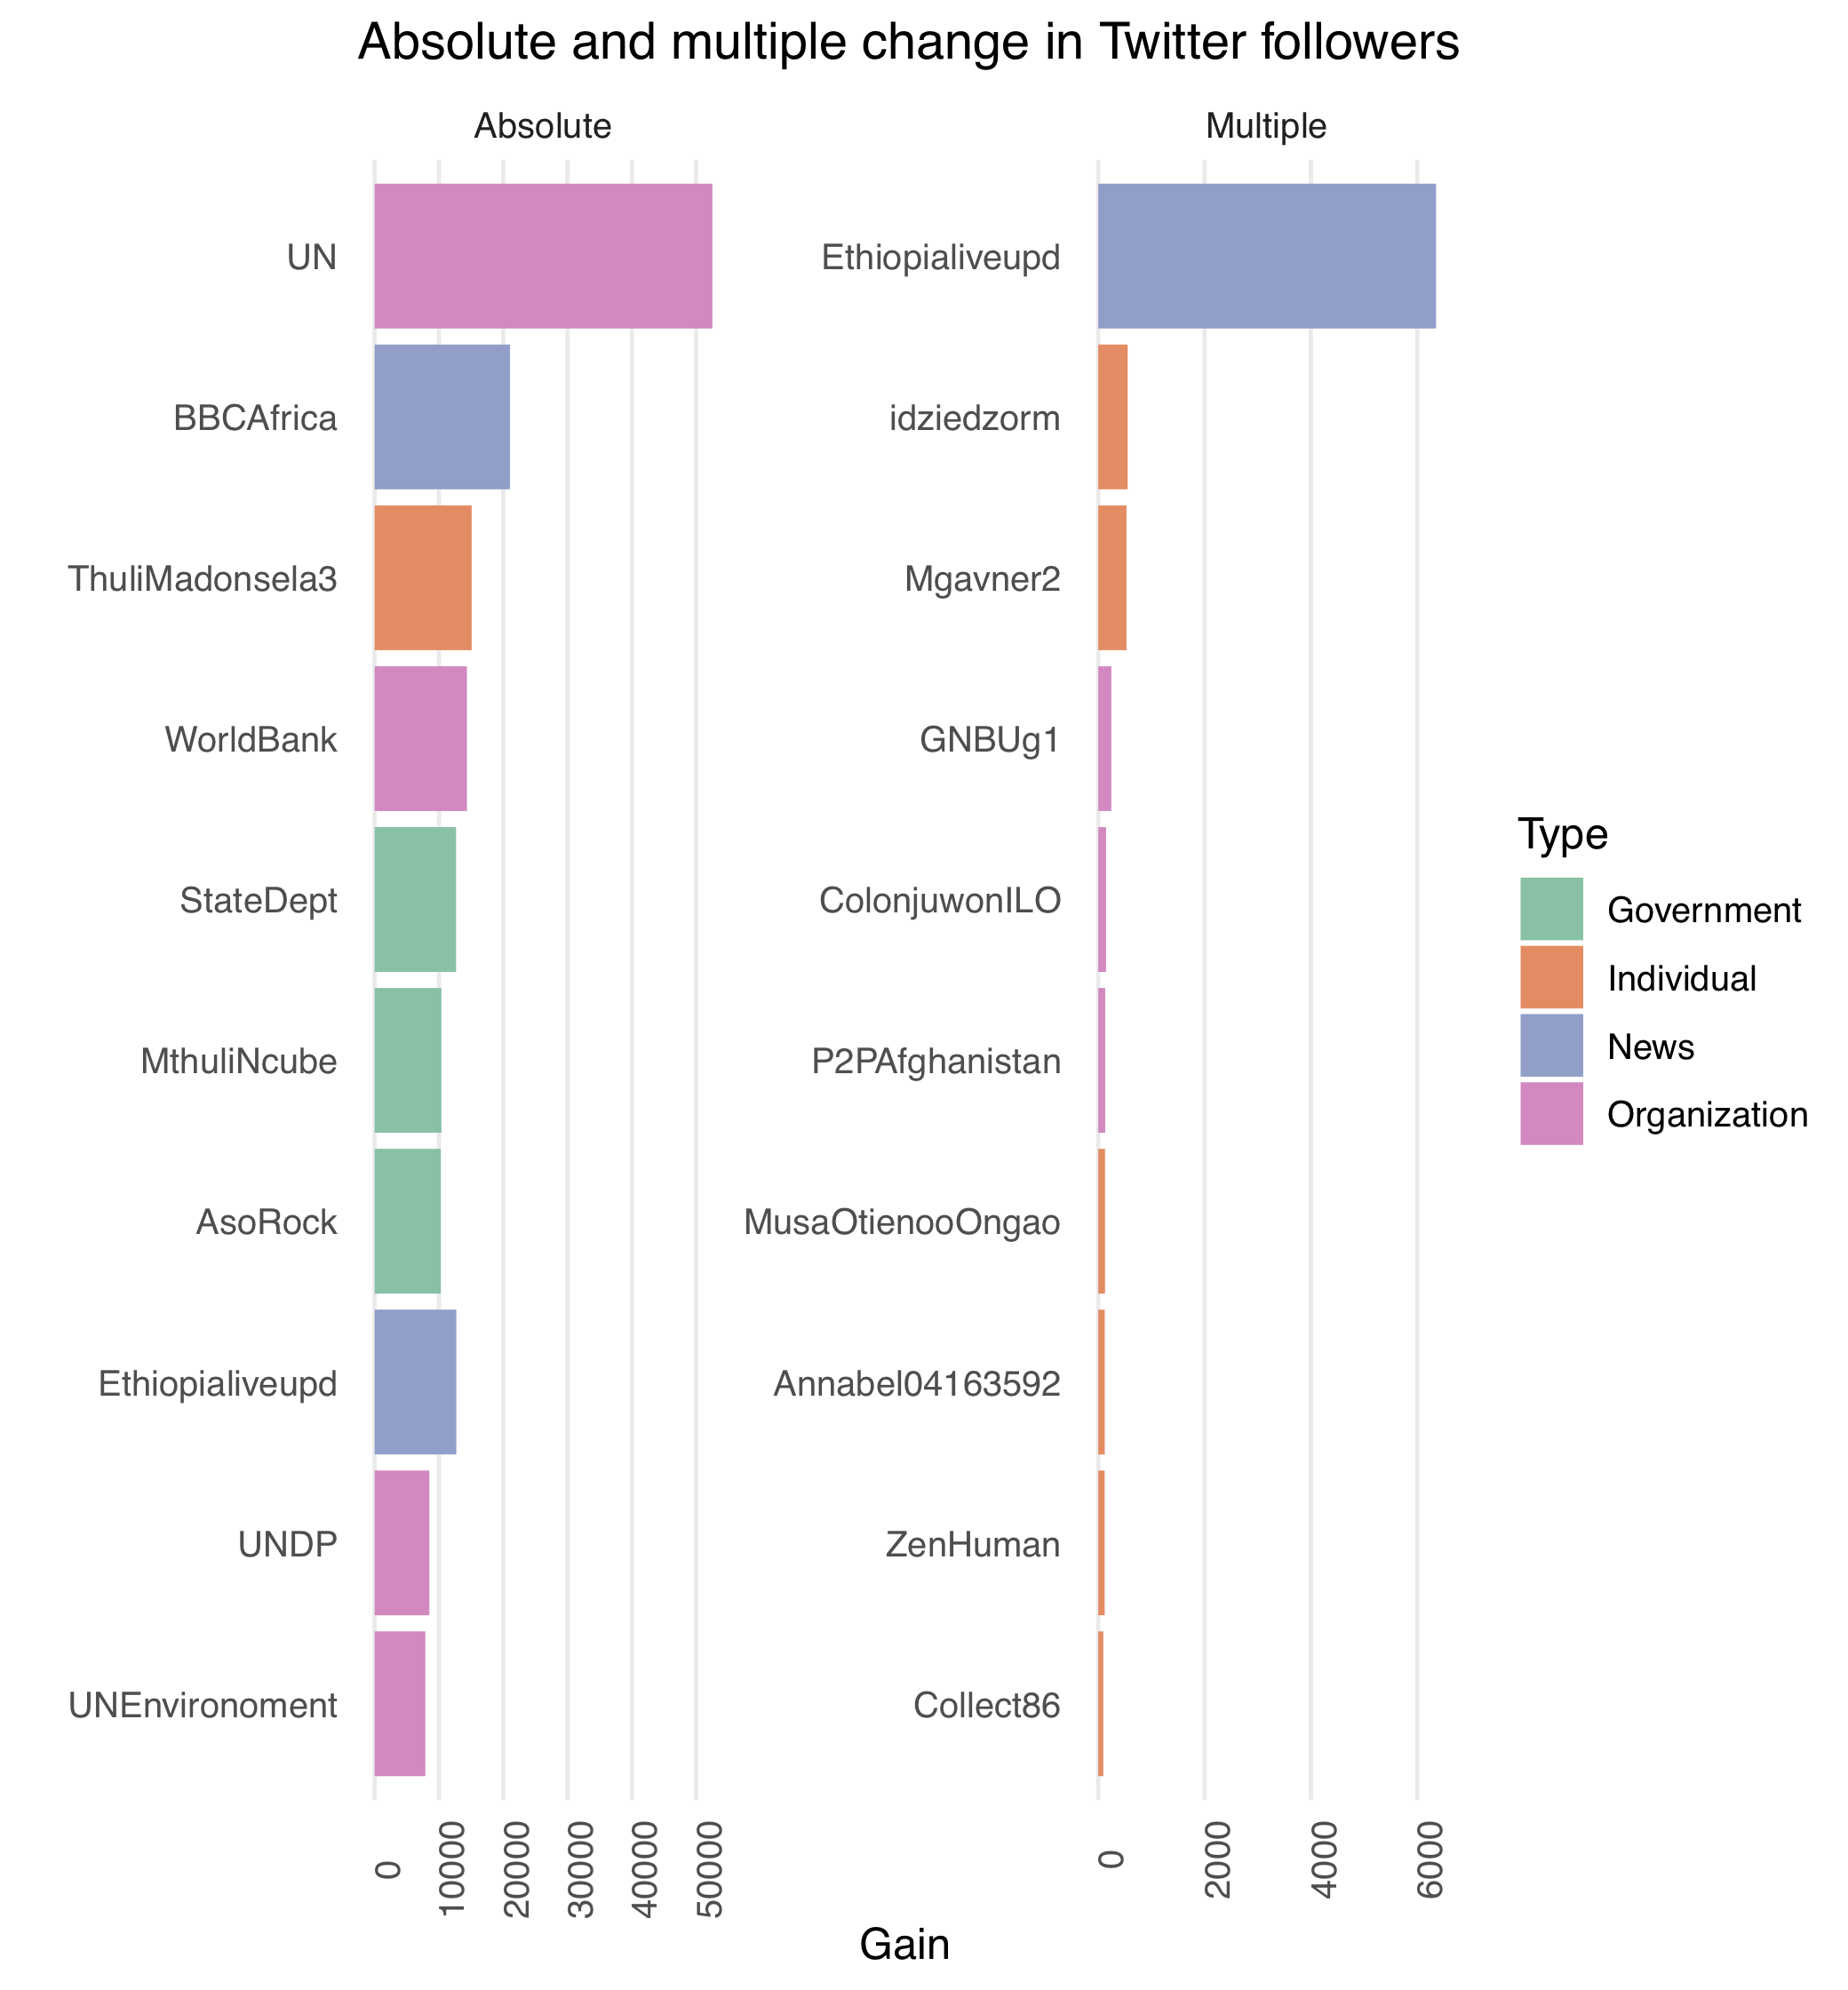 Absolute and multiple change in Twitter followers
Absolute
UN
BBCAfrica
ThuliMadonsela3
WorldBank
StateDept
MthuliNcube
AsoRock
Ethiopialiveupd
UNDP
UNEnvironoment
0
10000
20000
30000
40000
50000
Multiple
Ethiopialiveupd
idziedzorm
Mgavner2
GNBUg1
ColonjuwonILO
P2PAfghanistan
MusaOtienooOngao
Annabel04163592
ZenHuman
Collect86
0
2000
4000
6000
Gain
Type
Government
Individual
News
Organization